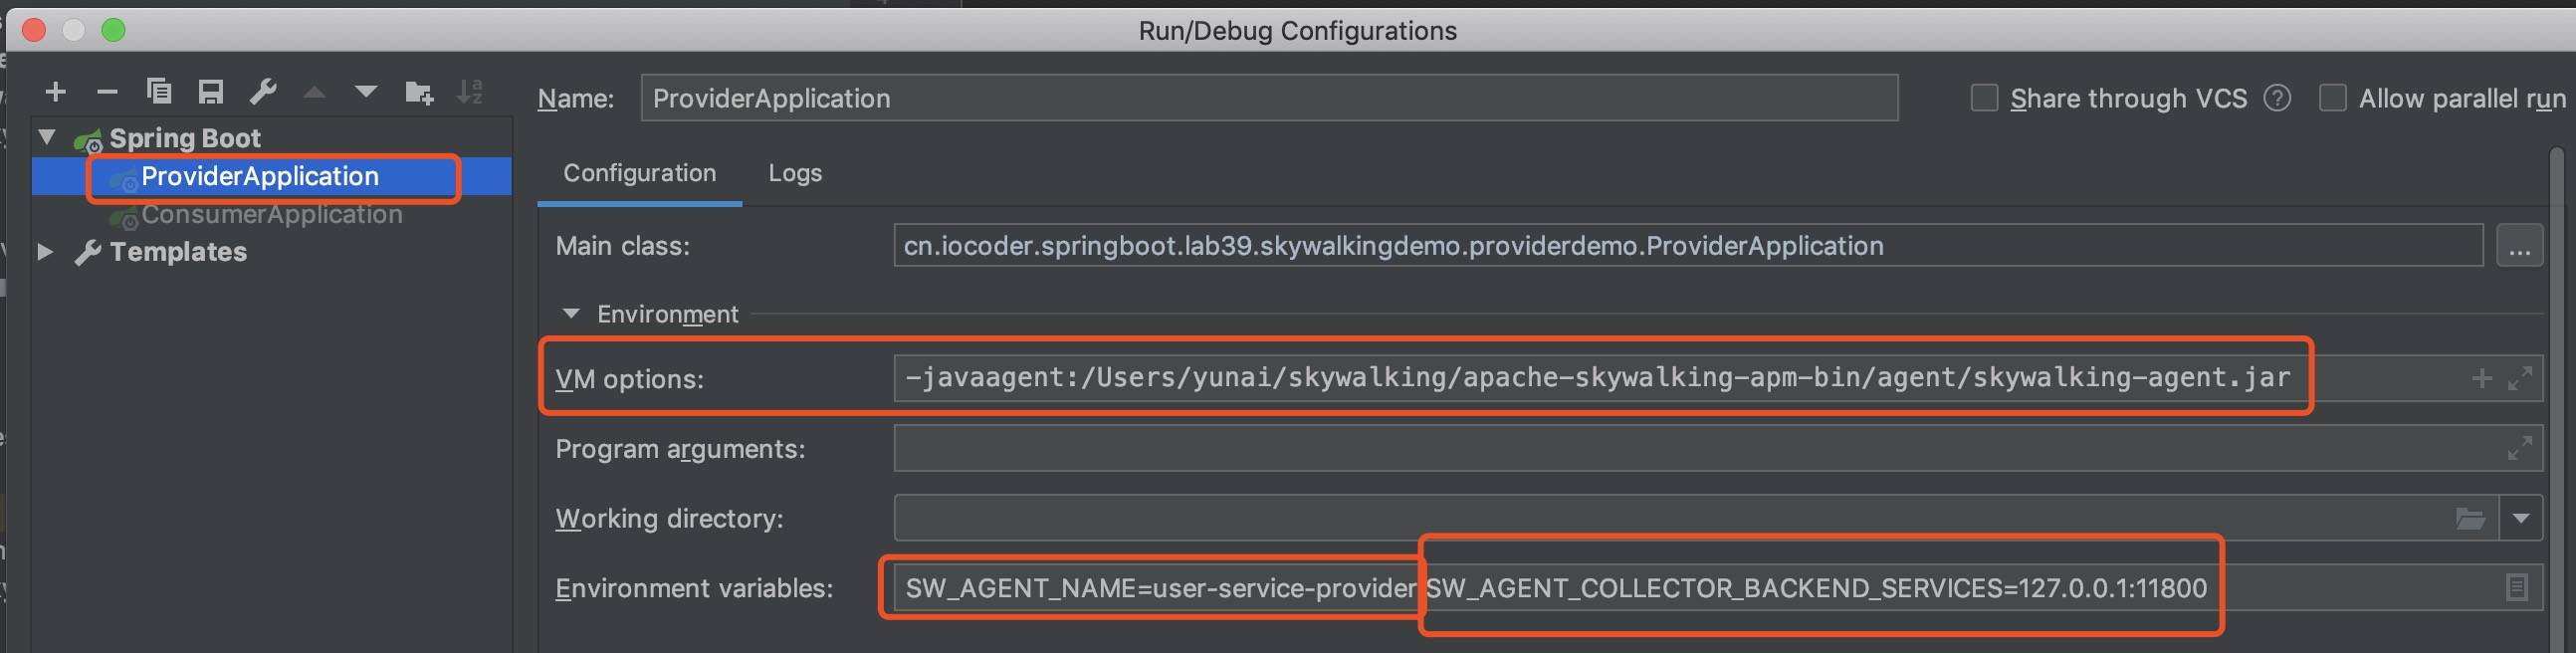 Run/Debug Configurations
Name: ProviderApplication Share through VCS ? Allow parallel run
Spring Boot
ProviderApplication
ConsumerApplication
Templates
Configuration Logs
Main class: cn.iocoder.springboot.lab39.skywalkingdemo.providerdemo.ProviderApplication ...
Environment
VM options: -javaagent:/Users/yunai/skywalking/apache-skywalking-apm-bin/agent/skywalking-agent.jar
Program arguments:
Working directory:
Environment variables: SW_AGENT_NAME=user-service-provider SW_AGENT_COLLECTOR_BACKEND_SERVICES=127.0.0.1:11800